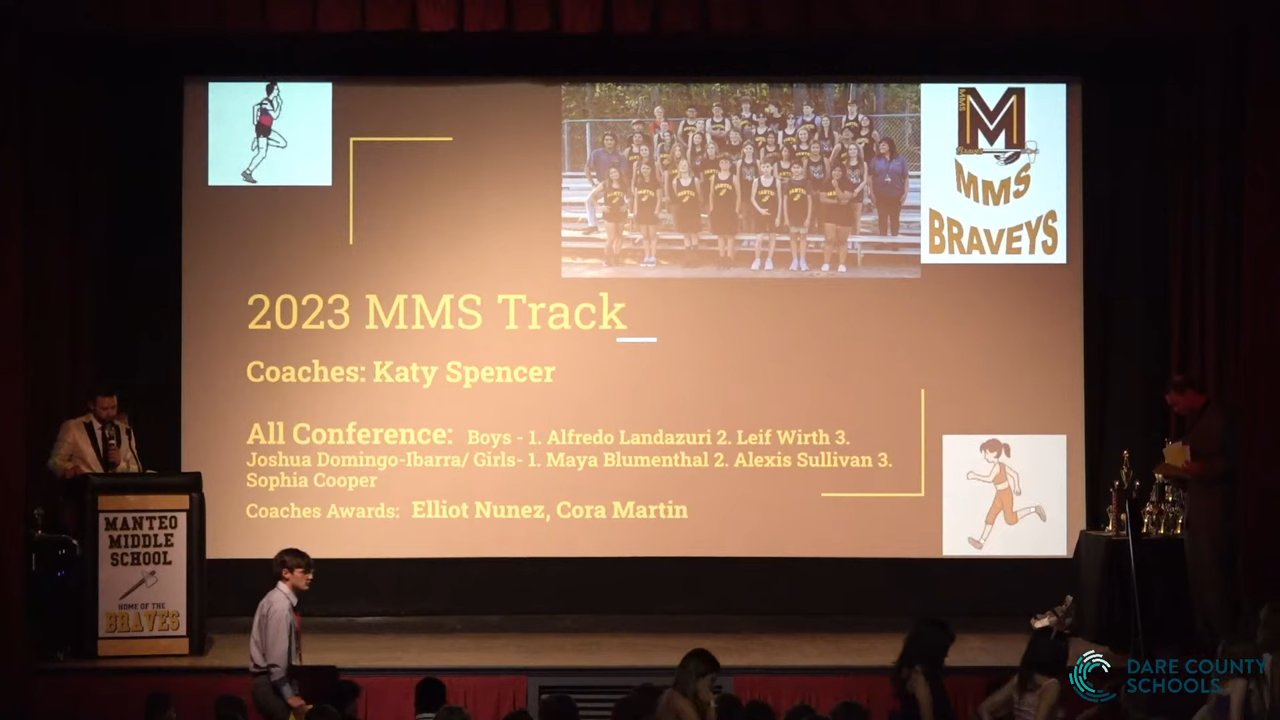 MMS
M
MMS
BRAVEYS
2023 MMS Track
Coaches: Katy Spencer
All Conference: Boys - 1. Alfredo Landazuri 2. Leif Wirth 3.
Joshua Domingo-Ibarra/ Girls- 1. Maya Blumenthal 2. Alexis Sullivan 3.
Sophia Cooper
Coaches Awards: Elliot Nunez, Cora Martin
MANTEO
MIDDLE
SCHOOL
HOME OF THE
BRAVES
DARE COUNTY
SCHOOLS